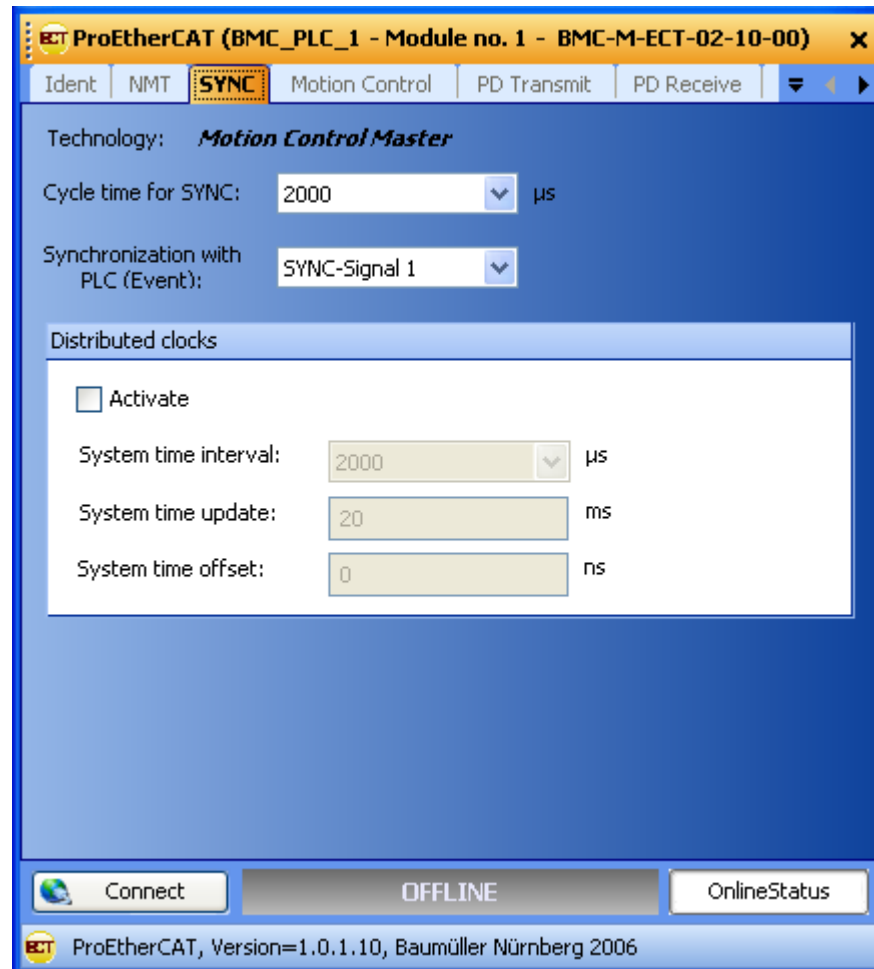 ECT ProEtherCAT (BMC_PLC_1 - Module no. 1 - BMC-M-ECT-02-10-00)
Ident NMT SYNC Motion Control PD Transmit PD Receive
Technology: Motion Control Master
Cycle time for SYNC: 2000 µs
Synchronization with
PLC (Event): SYNC-Signal 1
Distributed clocks
Activate
System time interval: 2000 µs
System time update: 20 ms
System time offset: 0 ns
Connect OFFLINE OnlineStatus
ECT ProEtherCAT, Version=1.0.1.10, Baumüller Nürnberg 2006